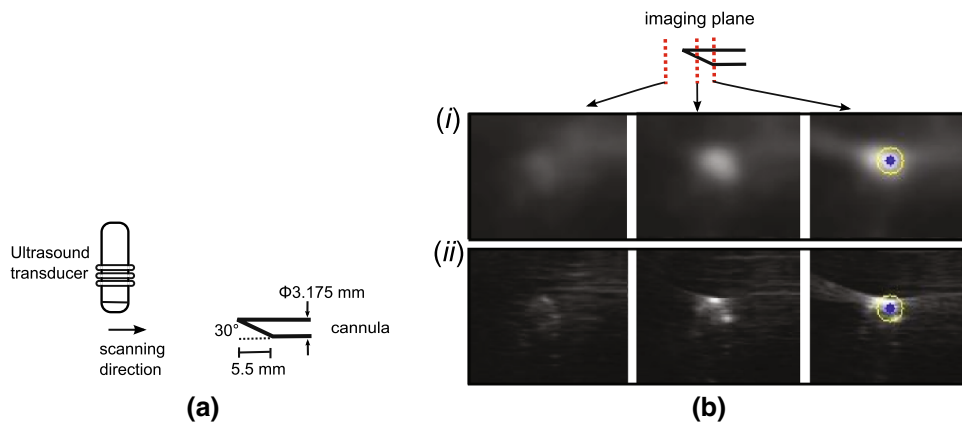 imaging plane
(i)
(ii)
Ultrasound
transducer
Φ3.175 mm
30°
cannula
scanning
direction
5.5 mm
(a)
(b)